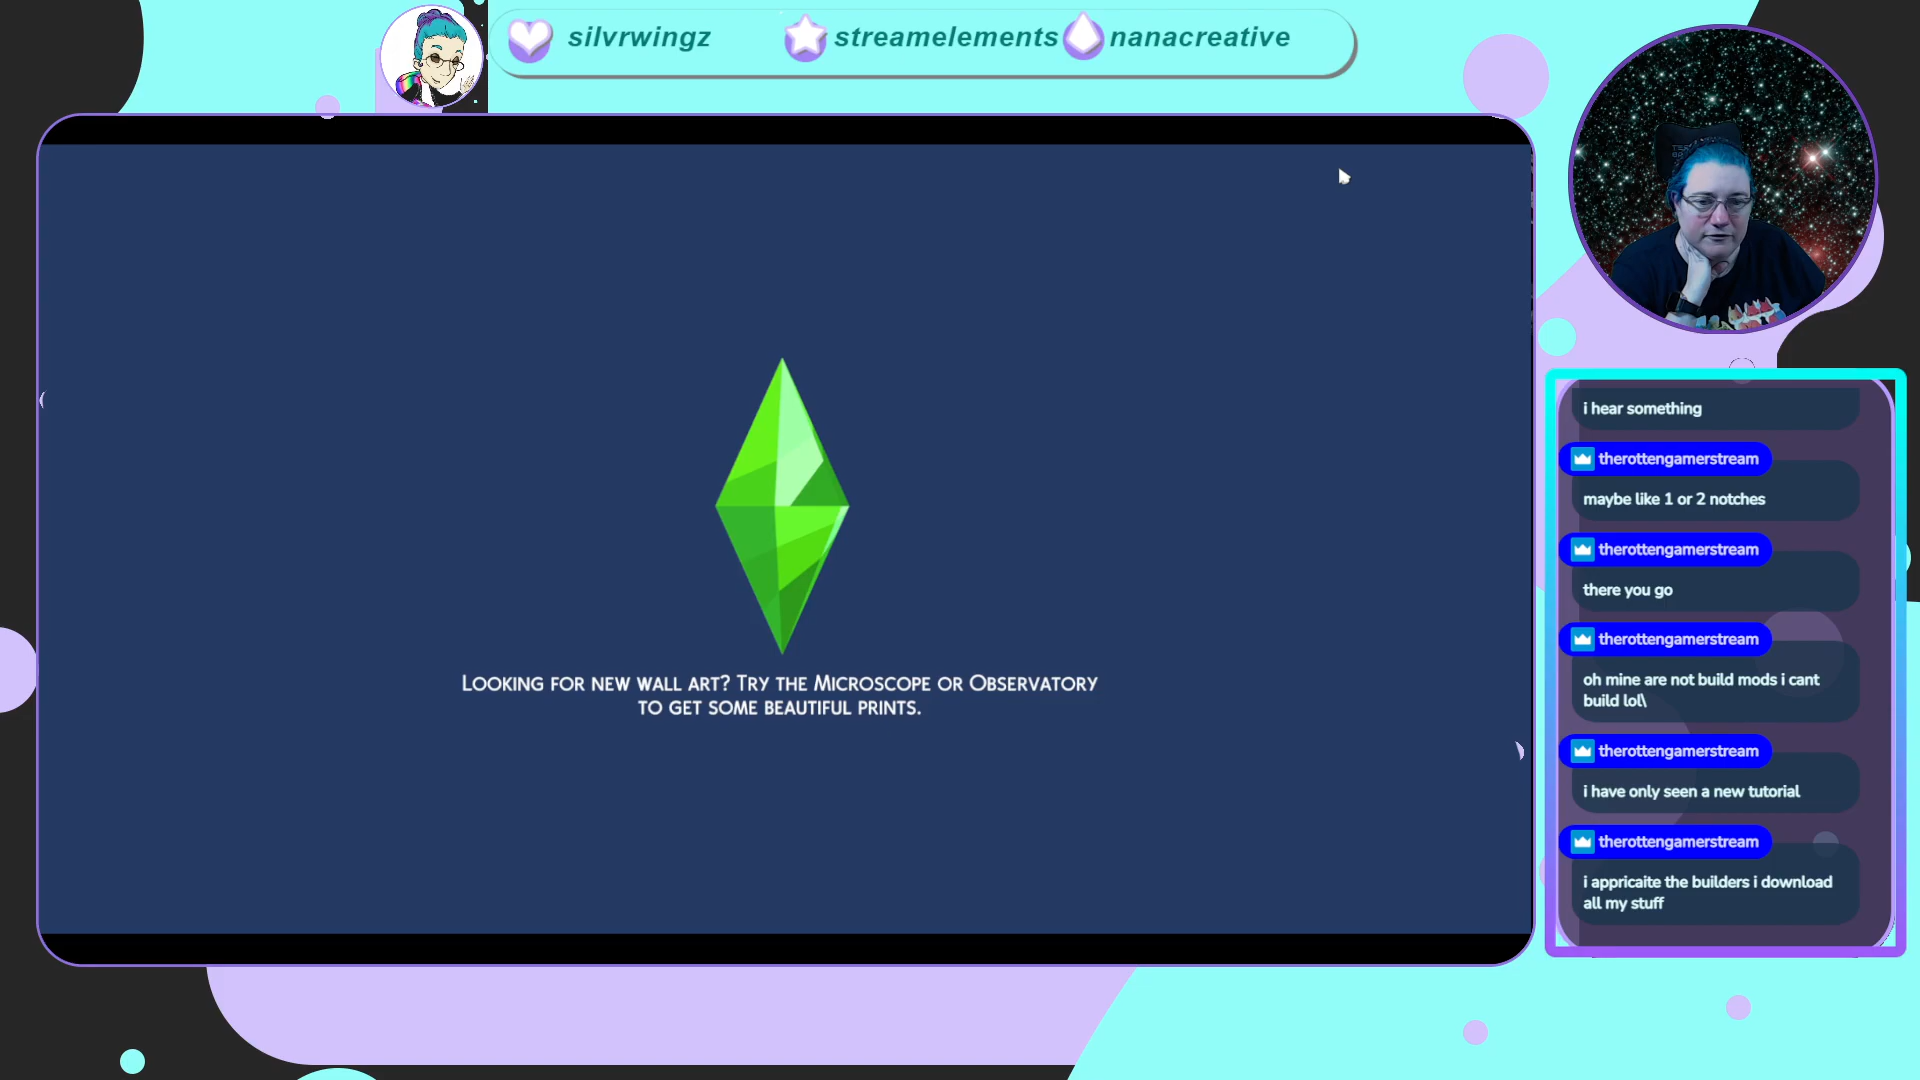 silvrwingz
streamelements
nanacreative
i hear something
therottengamerstream
maybe like 1 or 2 notches
therottengamerstream
there you go
therottengamerstream
oh mine are not build mods i cant
build lol\
therottengamerstream
i have only seen a new tutorial
therottengamerstream
i appricaite the builders i download
all my stuff
LOOKING FOR NEW WALL ART? TRY THE MICROSCOPE OR OBSERVATORY
TO GET SOME BEAUTIFUL PRINTS.